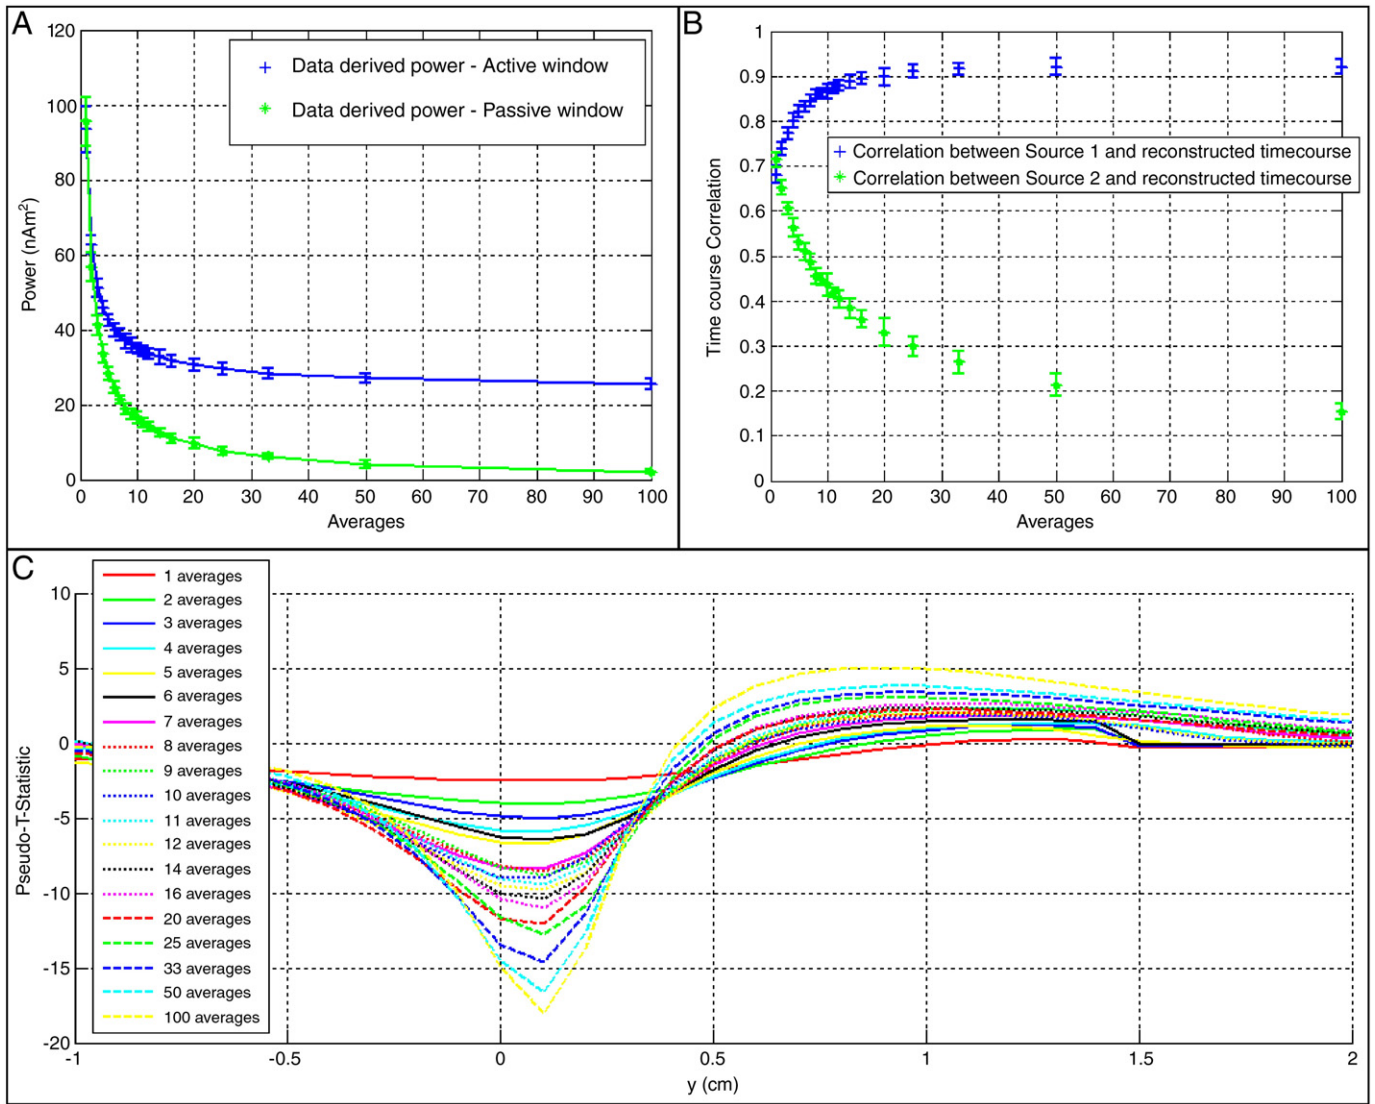 A
120
100
80
60
40
20
0
Power (nAm²)
Data derived power - Active window
Data derived power - Passive window
0 10 20 30 40 50 60 70 80 90 100
Averages
B
1
0.9
0.8
0.7
0.6
0.5
0.4
0.3
0.2
0.1
0
Time course Correlation
Correlation between Source 1 and reconstructed timecourse
Correlation between Source 2 and reconstructed timecourse
0 10 20 30 40 50 60 70 80 90 100
Averages
C
10
5
0
-5
-10
-15
-20
Pseudo-T-Statistic
1 averages
2 averages
3 averages
4 averages
5 averages
6 averages
7 averages
8 averages
9 averages
10 averages
11 averages
12 averages
14 averages
16 averages
20 averages
25 averages
33 averages
50 averages
100 averages
-1 -0.5 0 0.5 1 1.5 2
y (cm)